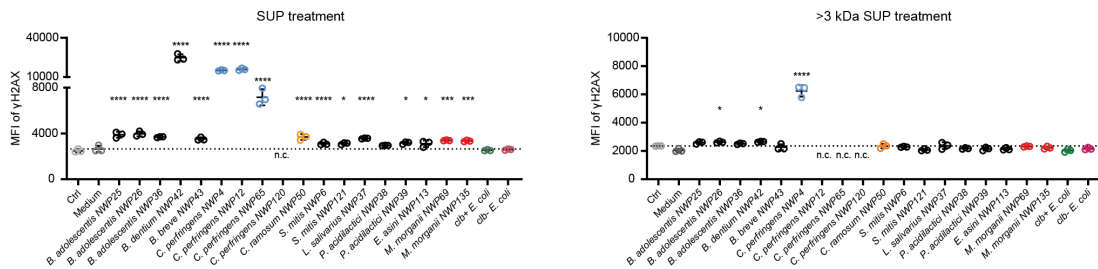 SUP treatment
MFI of γH2AX
40000
10000
8000
4000
0
**** **** **** **** **** **** **** **** **** **** * **** * * *** ***
n.c.
Ctrl
Medium
B. adolescentis NWP25
B. adolescentis NWP26
B. adolescentis NWP36
B. dentium NWP42
B. breve NWP43
C. perfringens NWP4
C. perfringens NWP12
C. perfringens NWP65
C. perfringens NWP120
C. ramosum NWP50
S. mitis NWP6
S. mitis NWP121
L. salivarius NWP37
P. acidilactici NWP38
P. acidilactici NWP39
E. asini NWP113
M. morganii NWP69
M. morganii NWP135
clb+ E. coli
clb- E. coli
>3 kDa SUP treatment
MFI of γH2AX
10000
8000
6000
4000
2000
0
* * ****
n.c. n.c. n.c.
Ctrl
Medium
B. adolescentis NWP25
B. adolescentis NWP26
B. adolescentis NWP36
B. dentium NWP42
B. breve NWP43
C. perfringens NWP4
C. perfringens NWP12
C. perfringens NWP65
C. perfringens NWP120
C. ramosum NWP50
S. mitis NWP6
S. mitis NWP121
L. salivarius NWP37
P. acidilactici NWP38
P. acidilactici NWP39
E. asini NWP113
M. morganii NWP69
M. morganii NWP135
clb+ E. coli
clb- E. coli